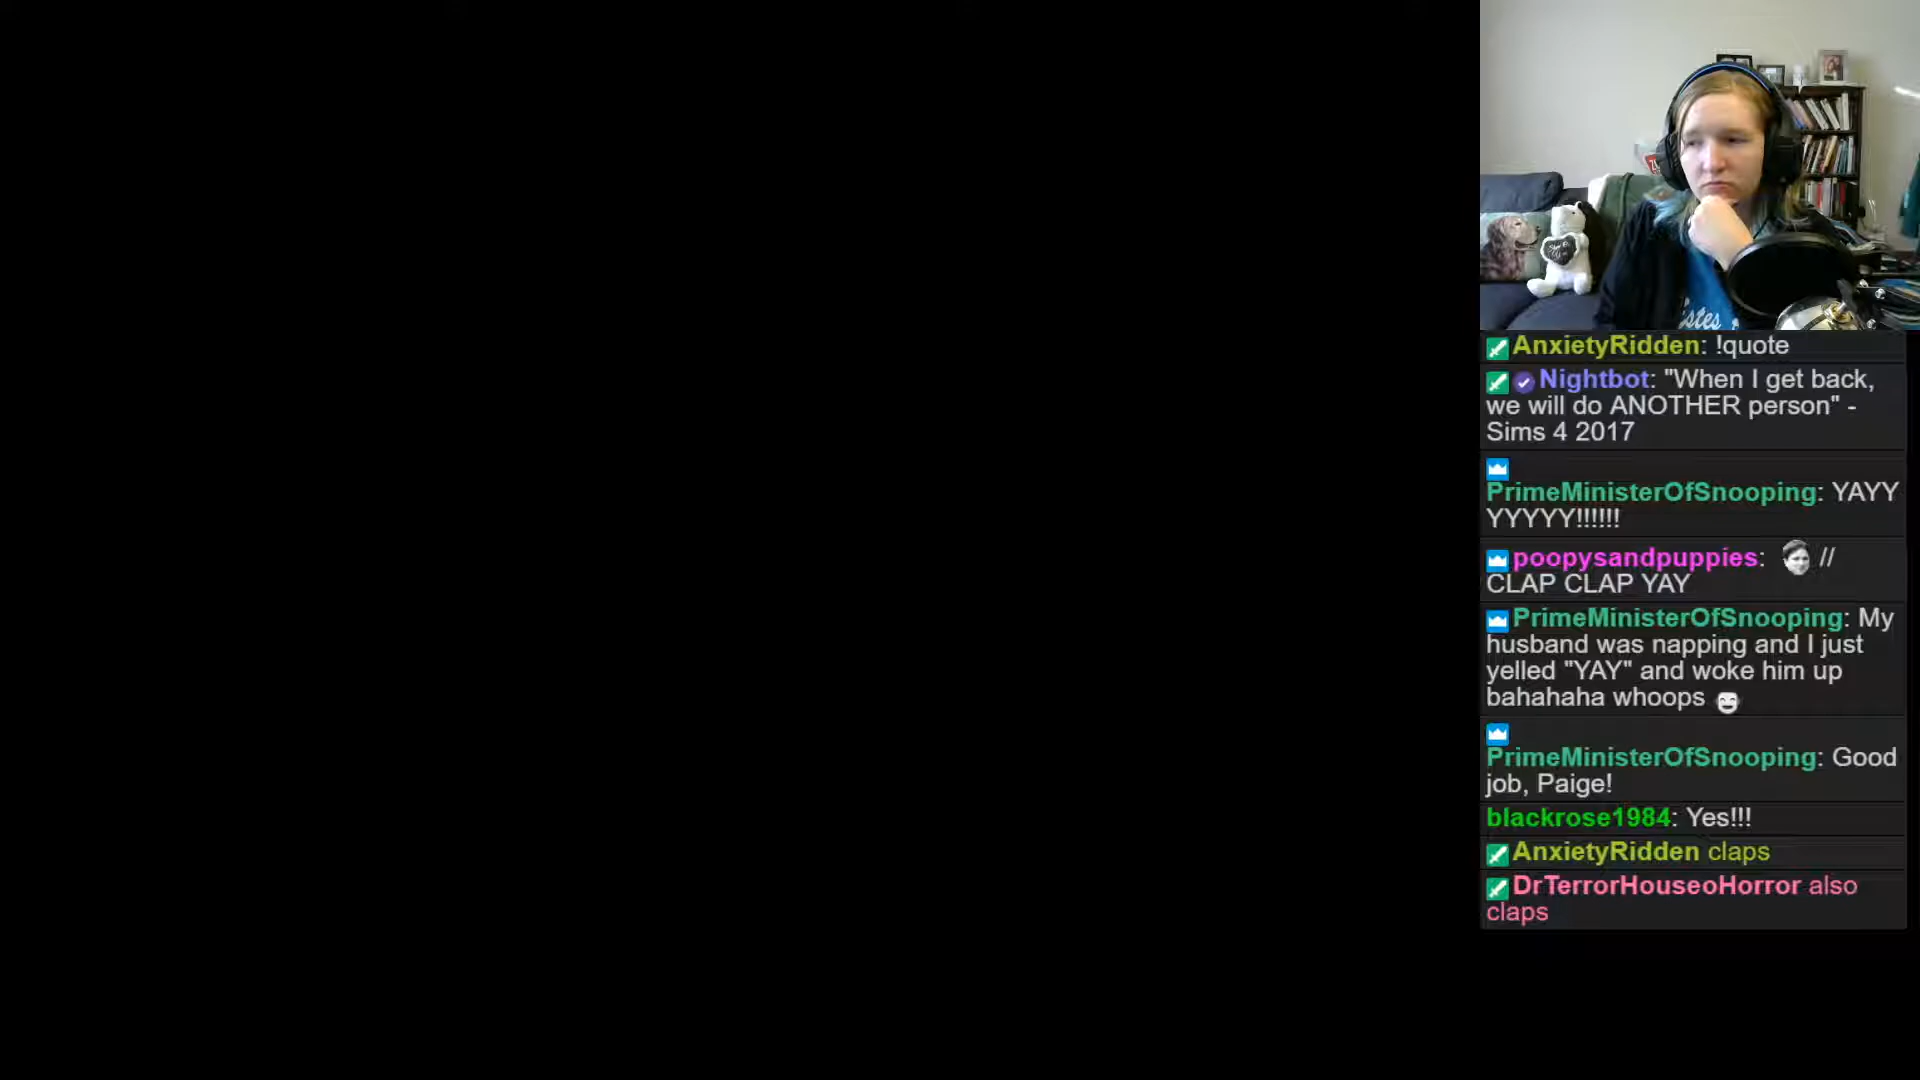 AnxietyRidden: !quote
Nightbot: "When I get back,
we will do ANOTHER person" -
Sims 4 2017
PrimeMinisterOfSnooping: YAYY
YYYYY!!!!!!
poopysandpuppies: //
CLAP CLAP YAY
PrimeMinisterOfSnooping: My
husband was napping and I just
yelled "YAY" and woke him up
bahahaha whoops
PrimeMinisterOfSnooping: Good
job, Paige!
blackrose1984: Yes!!!
AnxietyRidden claps
DrTerrorHouseoHorror also
claps